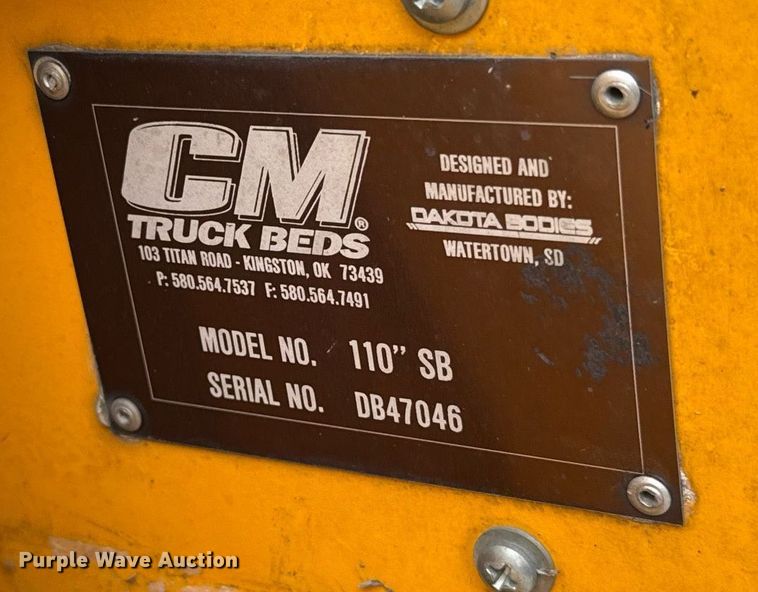 CM®
TRUCK BEDS
103 TITAN ROAD - KINGSTON, OK 73439
P: 580.564.7537 F: 580.564.7491
DESIGNED AND
MANUFACTURED BY:
DAKOTA BODIES
WATERTOWN, SD
MODEL NO. 110" SB
SERIAL NO. DB47046
Purple Wave Auction